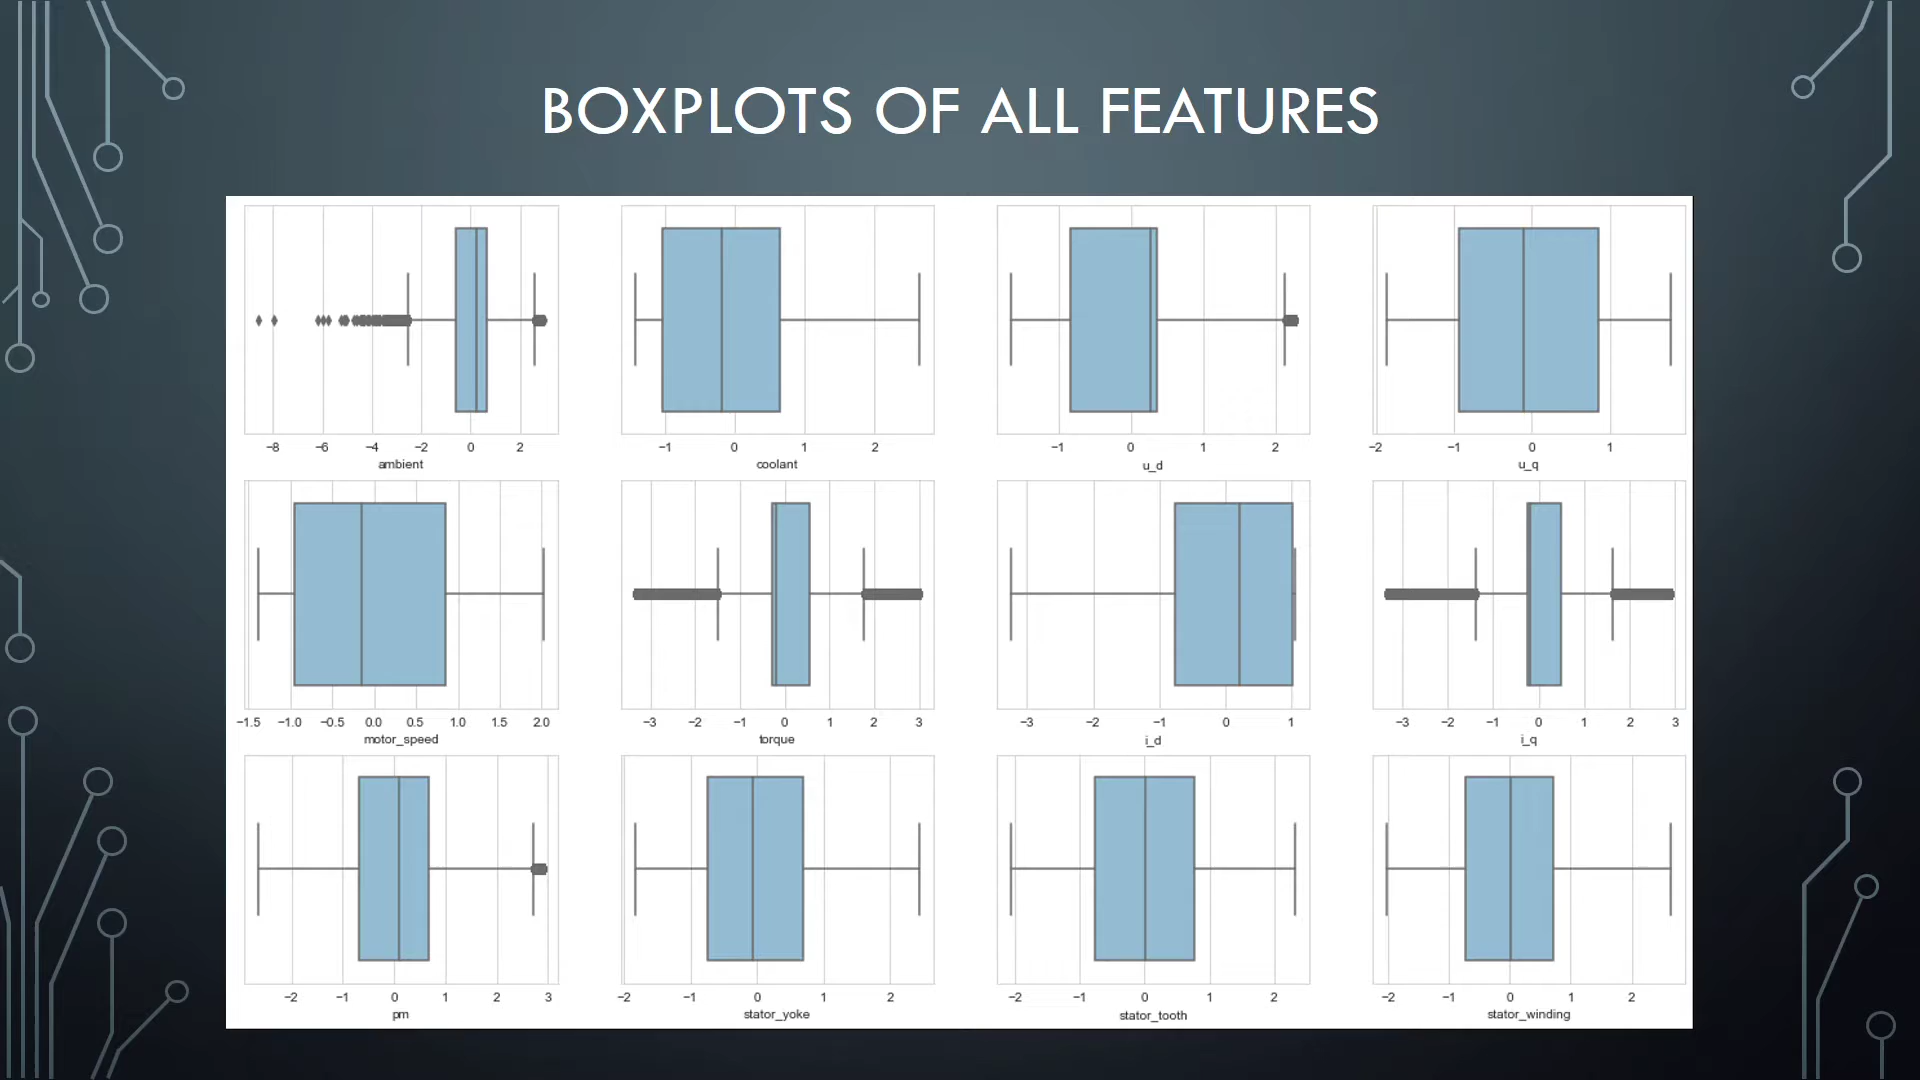 BOXPLOTS OF ALL FEATURES
−8 −6 −4 −2 0 2
ambient
−1 0 1 2
coolant
−1 0 1 2
u_d
−2 −1 0 1
u_q
−1.5 −1.0 −0.5 0.0 0.5 1.0 1.5 2.0
motor_speed
−3 −2 −1 0 1 2 3
torque
−3 −2 −1 0 1
i_d
−3 −2 −1 0 1 2 3
i_q
−2 −1 0 1 2 3
pm
−2 −1 0 1 2
stator_yoke
−2 −1 0 1 2
stator_tooth
−2 −1 0 1 2
stator_winding